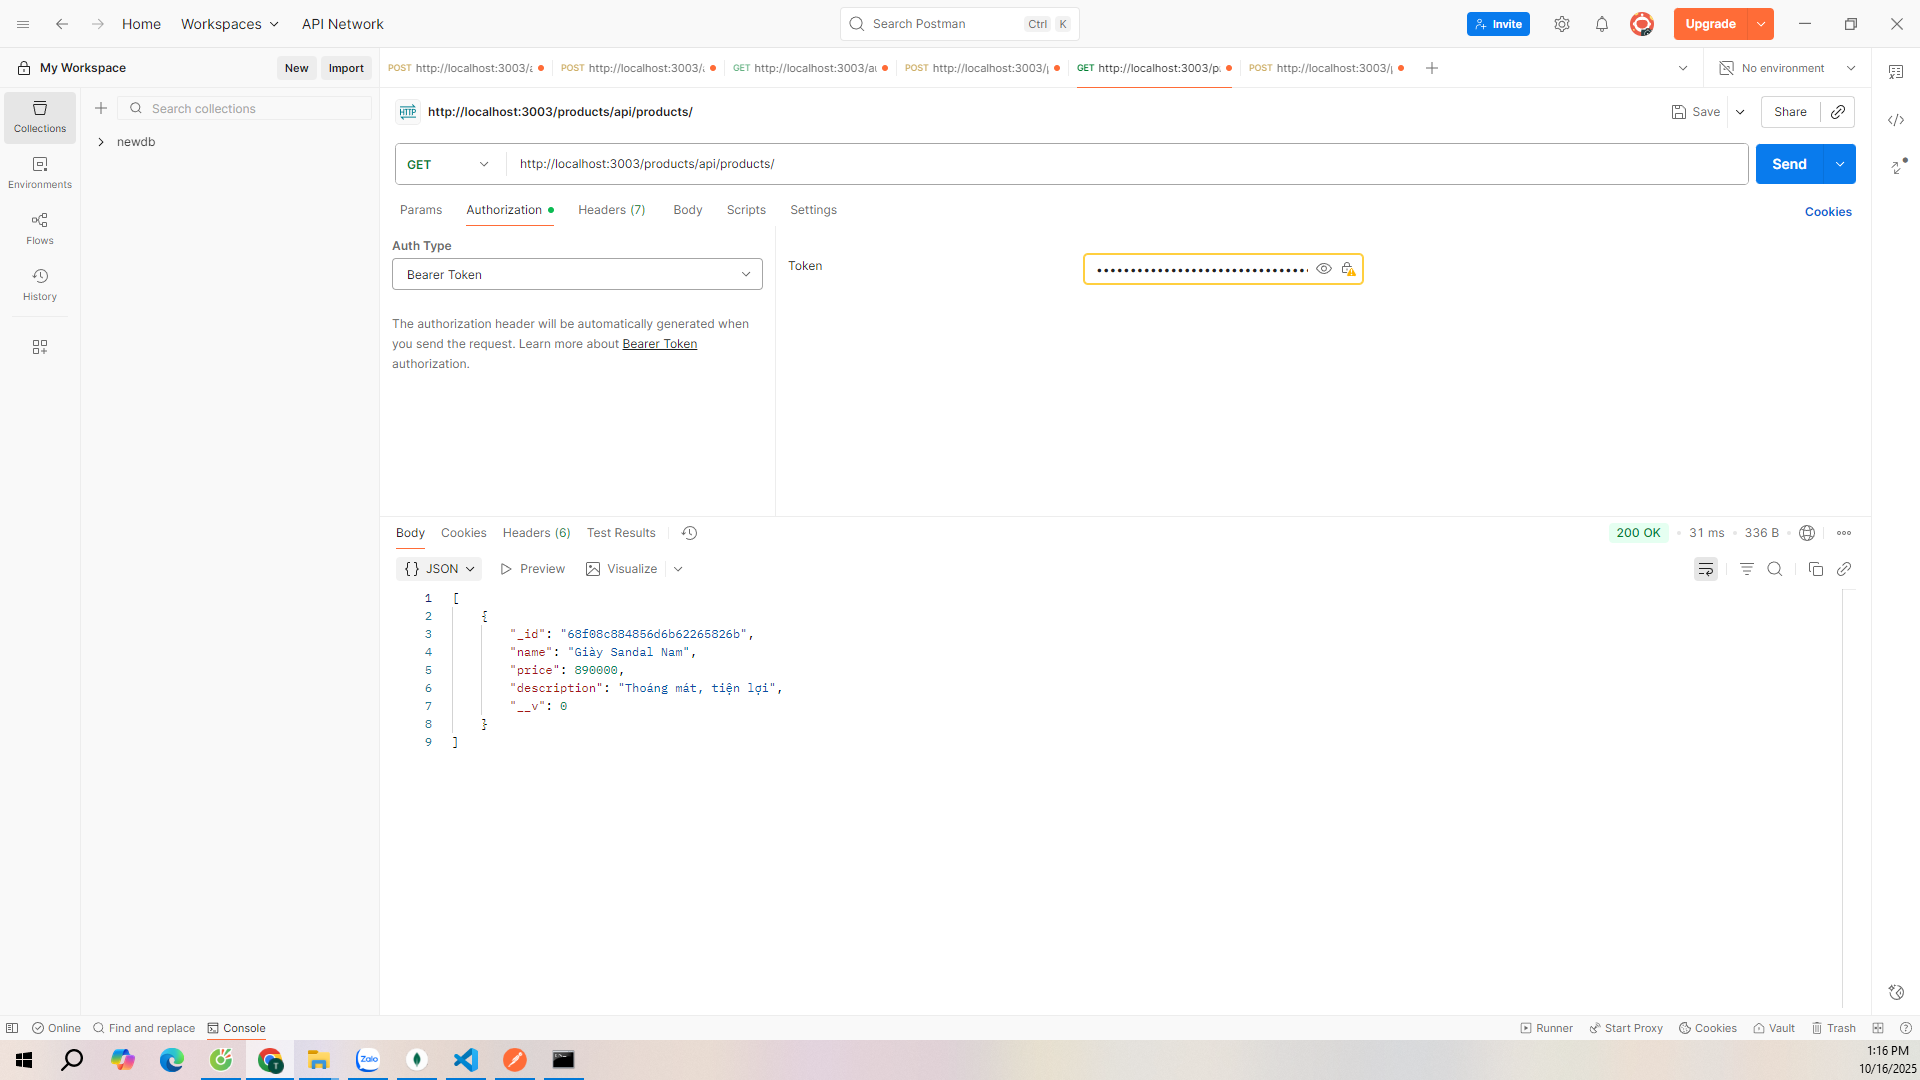 Home
Workspaces
API Network
Search Postman
Ctrl K
Invite
Upgrade
My Workspace
New
Import
POST http://localhost:3003/a
POST http://localhost:3003/a
GET http://localhost:3003/au
POST http://localhost:3003/p
GET http://localhost:3003/p
POST http://localhost:3003/p
No environment
Collections
Environments
Flows
History
Search collections
newdb
HTTP http://localhost:3003/products/api/products/
Save
Share
GET http://localhost:3003/products/api/products/
Send
Params
Authorization
Headers (7)
Body
Scripts
Settings
Cookies
Auth Type
Bearer Token
The authorization header will be automatically generated when
you send the request. Learn more about Bearer Token
authorization.
Token
Body
Cookies
Headers (6)
Test Results
200 OK
31 ms
336 B
{} JSON
Preview
Visualize
1 [
2 {
3 "_id": "68f08c884856d6b62265826b",
4 "name": "Giày Sandal Nam",
5 "price": 890000,
6 "description": "Thoáng mát, tiện lợi",
7 "__v": 0
8 }
9 ]
Online
Find and replace
Console
Runner
Start Proxy
Cookies
Vault
Trash
T
Zalo
1:16 PM
10/16/2025